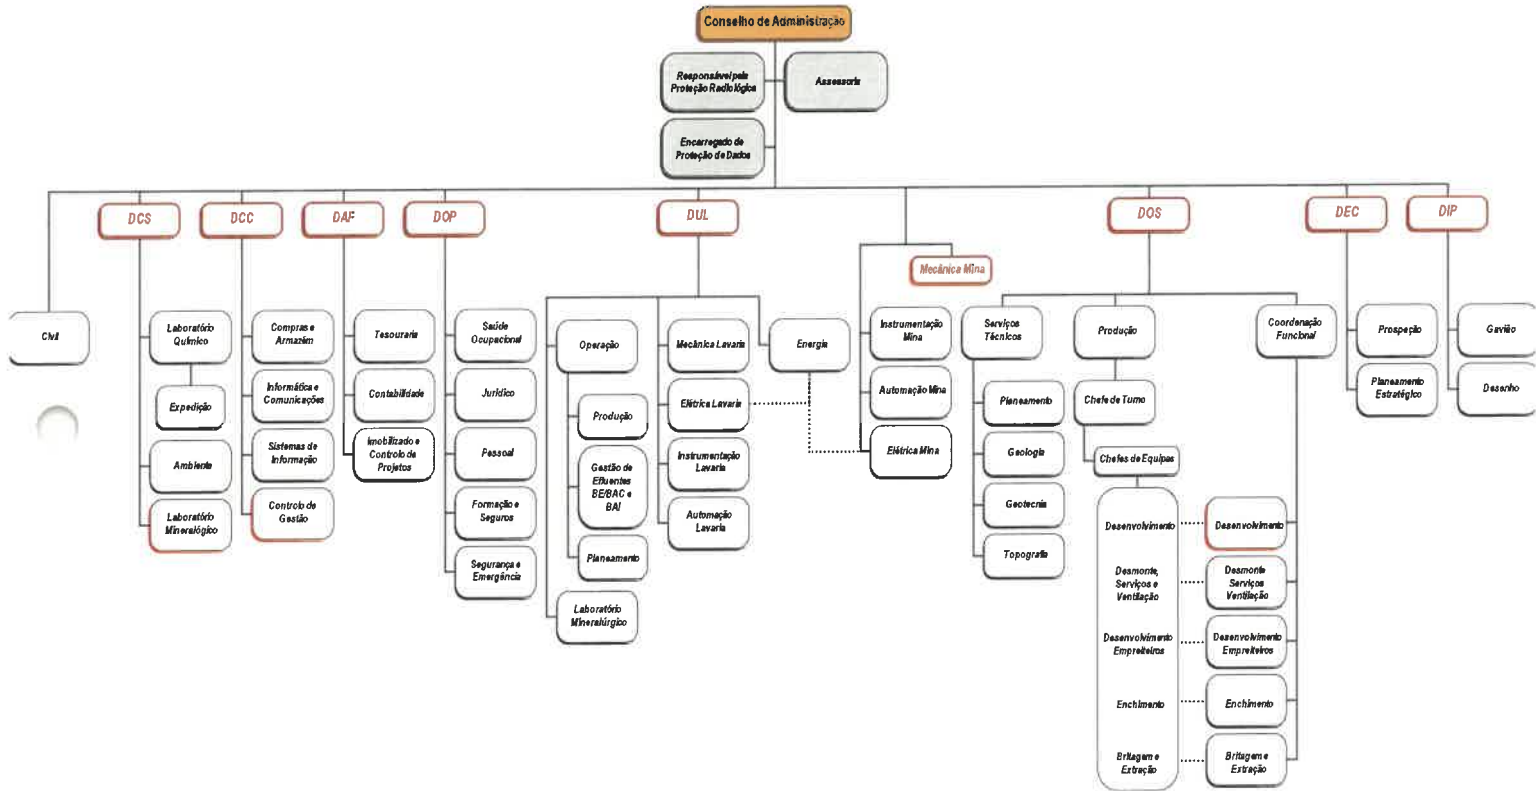 Conselho de Administração
Responsável pela
Proteção Radiológica
Assessoria
Encarregado de
Proteção de Dados
DCS
DCC
DAF
DOP
DUL
DOS
DEC
DIP
Mecânica Mina
Civil
Laboratório
Químico
Expedição
Ambiente
Laboratório
Mineralógico
Compras e
Armazém
Informática e
Comunicações
Sistemas de
Informação
Controlo de
Gestão
Tesouraria
Contabilidade
Imobilizado e
Controlo de
Projetos
Saúde
Ocupacional
Jurídico
Pessoal
Formação e
Seguros
Segurança e
Emergência
Operação
Produção
Gestão de
Efluentes
BE/BAC e
BAI
Planeamento
Laboratório
Mineralúrgico
Mecânica Lavaria
Elétrica Lavaria
Instrumentação
Lavaria
Automação
Lavaria
Energia
Instrumentação
Mina
Automação Mina
Elétrica Mina
Serviços
Técnicos
Planeamento
Geologia
Geotecnia
Topografia
Produção
Chefe de Turno
Chefes de Equipas
Desenvolvimento
Desmonte,
Serviços e
Ventilação
Desenvolvimento
Empreiteiros
Enchimento
Britagem e
Extração
Coordenação
Funcional
Desenvolvimento
Desmonte
Serviços
Ventilação
Desenvolvimento
Empreiteiros
Enchimento
Britagem e
Extração
Prospeção
Planeamento
Estratégico
Gavião
Desenho